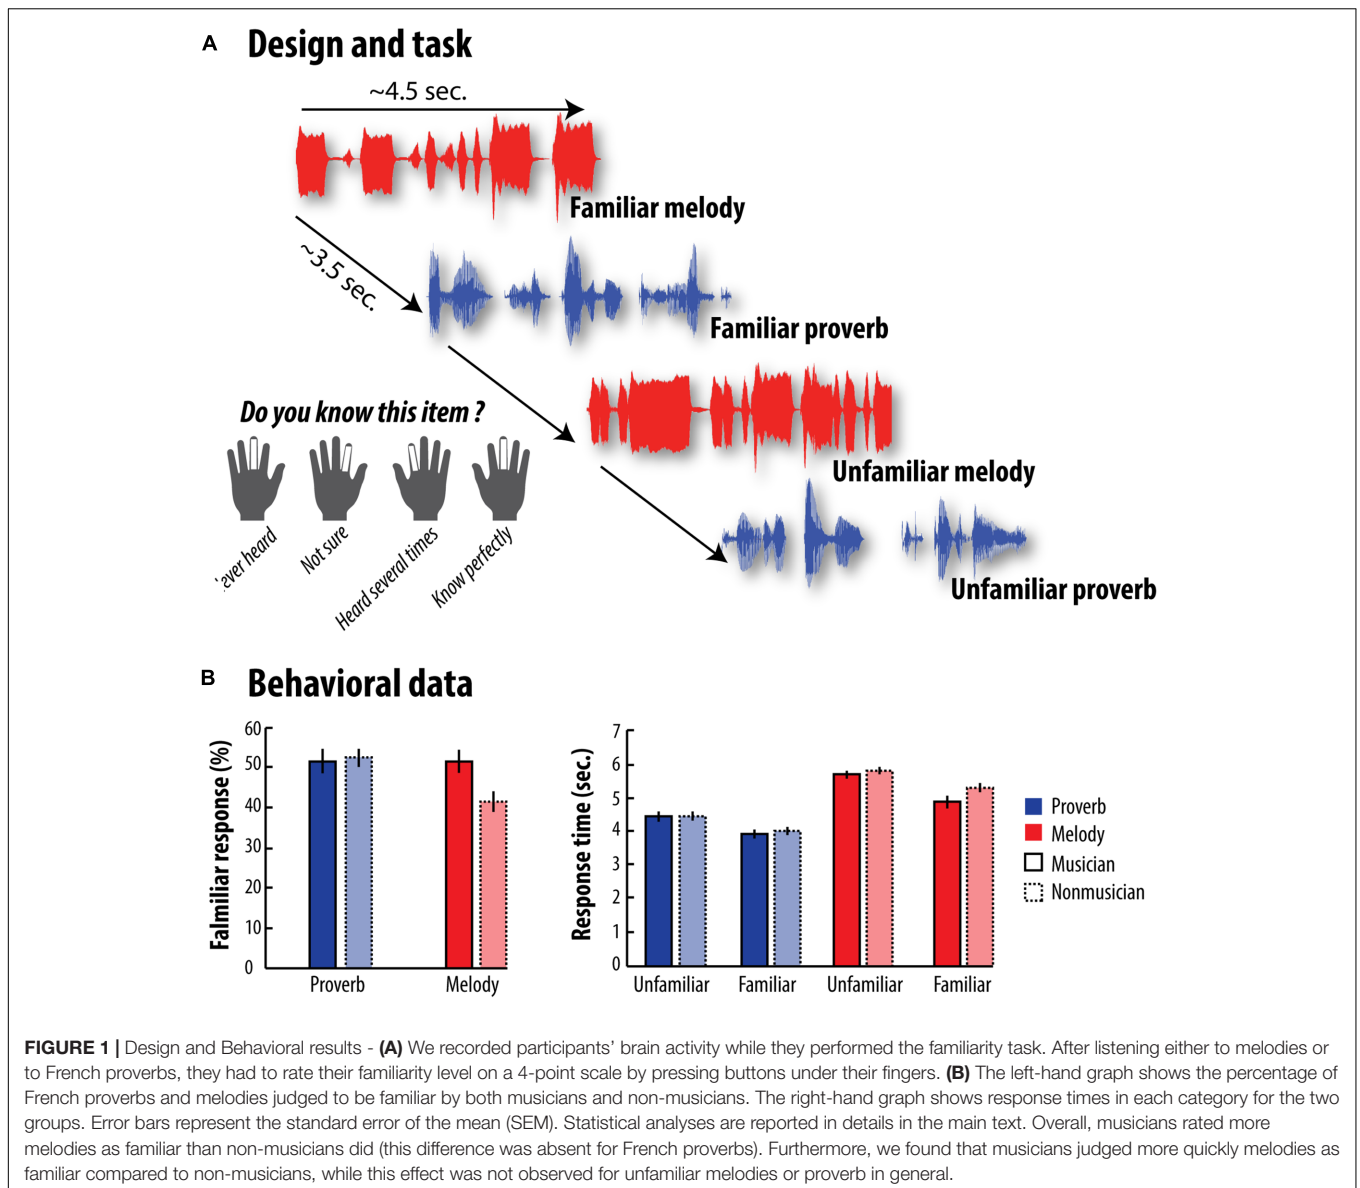 A Design and task
~4.5 sec.
Familiar melody
~3.5 sec.
Familiar proverb
Do you know this item ?
Unfamiliar melody
'ever heard
Not sure
Heard several times
Know perfectly
Unfamiliar proverb
B Behavioral data
Falmiliar response (%)
60
50
40
30
20
10
0
Proverb
Melody
Response time (sec.)
7
6
5
4
3
2
1
0
Unfamiliar
Familiar
Unfamiliar
Familiar
Proverb
Melody
Musician
Nonmusician
FIGURE 1 | Design and Behavioral results - (A) We recorded participants' brain activity while they performed the familiarity task. After listening either to melodies or
to French proverbs, they had to rate their familiarity level on a 4-point scale by pressing buttons under their fingers. (B) The left-hand graph shows the percentage of
French proverbs and melodies judged to be familiar by both musicians and non-musicians. The right-hand graph shows response times in each category for the two
groups. Error bars represent the standard error of the mean (SEM). Statistical analyses are reported in details in the main text. Overall, musicians rated more
melodies as familiar than non-musicians did (this difference was absent for French proverbs). Furthermore, we found that musicians judged more quickly melodies as
familiar compared to non-musicians, while this effect was not observed for unfamiliar melodies or proverb in general.